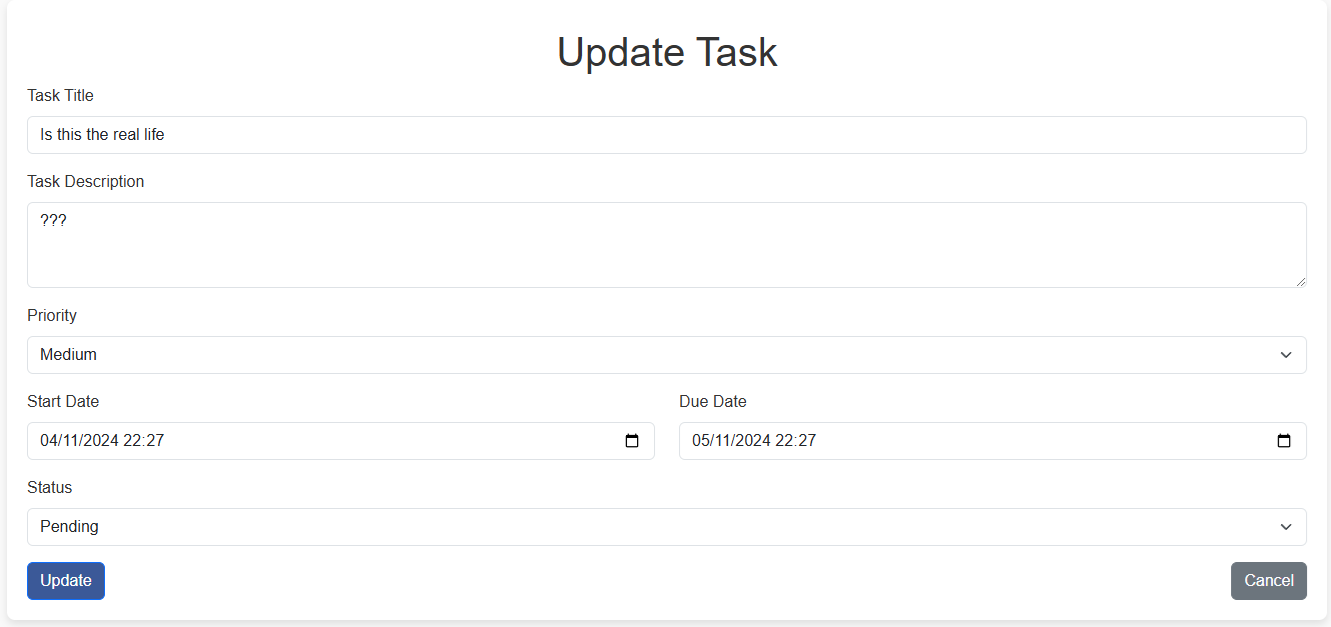 Update Task
Task Title
Is this the real life
Task Description
???
Priority
Medium
Start Date
Due Date
04/11/2024 22:27
05/11/2024 22:27
Status
Pending
Update
Cancel